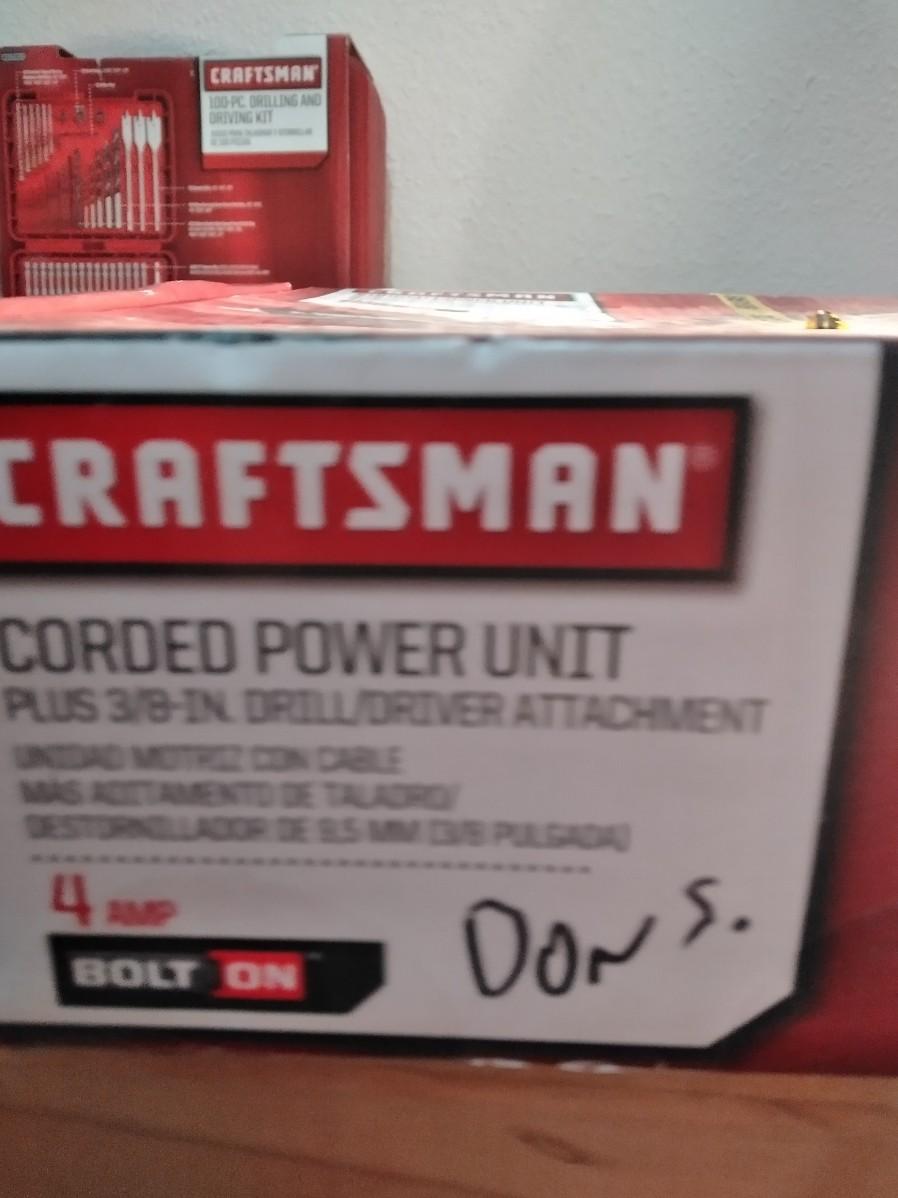 CRAFTSMAN®
100-PC. DRILLING AND
DRIVING KIT
CRAFTSMAN®
CORDED POWER UNIT
PLUS 3/8-IN. DRILL/DRIVER ATTACHMENT
UNIDAD MOTRIZ CON CABLE
MÁS ADITAMENTO DE TALADRO/
DESTORNILLADOR DE 9,5 MM (3/8 PULGADA)
4 AMP
BOLT ON™
DON S.